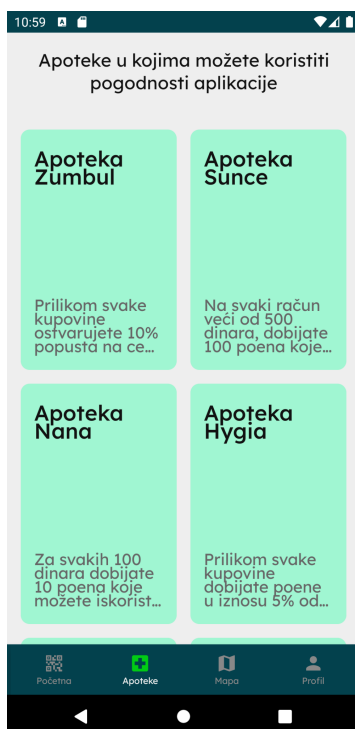 10:59
Apoteke u kojima možete koristiti
pogodnosti aplikacije
Apoteka
Zumbul
Prilikom svake
kupovine
ostvarujete 10%
popusta na ce...
Apoteka
Sunce
Na svaki račun
veći od 500
dinara, dobijate
100 poena koje...
Apoteka
Nana
Za svakih 100
dinara dobijate
10 poena koje
možete iskorist...
Apoteka
Hygia
Prilikom svake
kupovine
dobijate poene
u iznosu 5% od...
Početna
Apoteke
Mapa
Profil